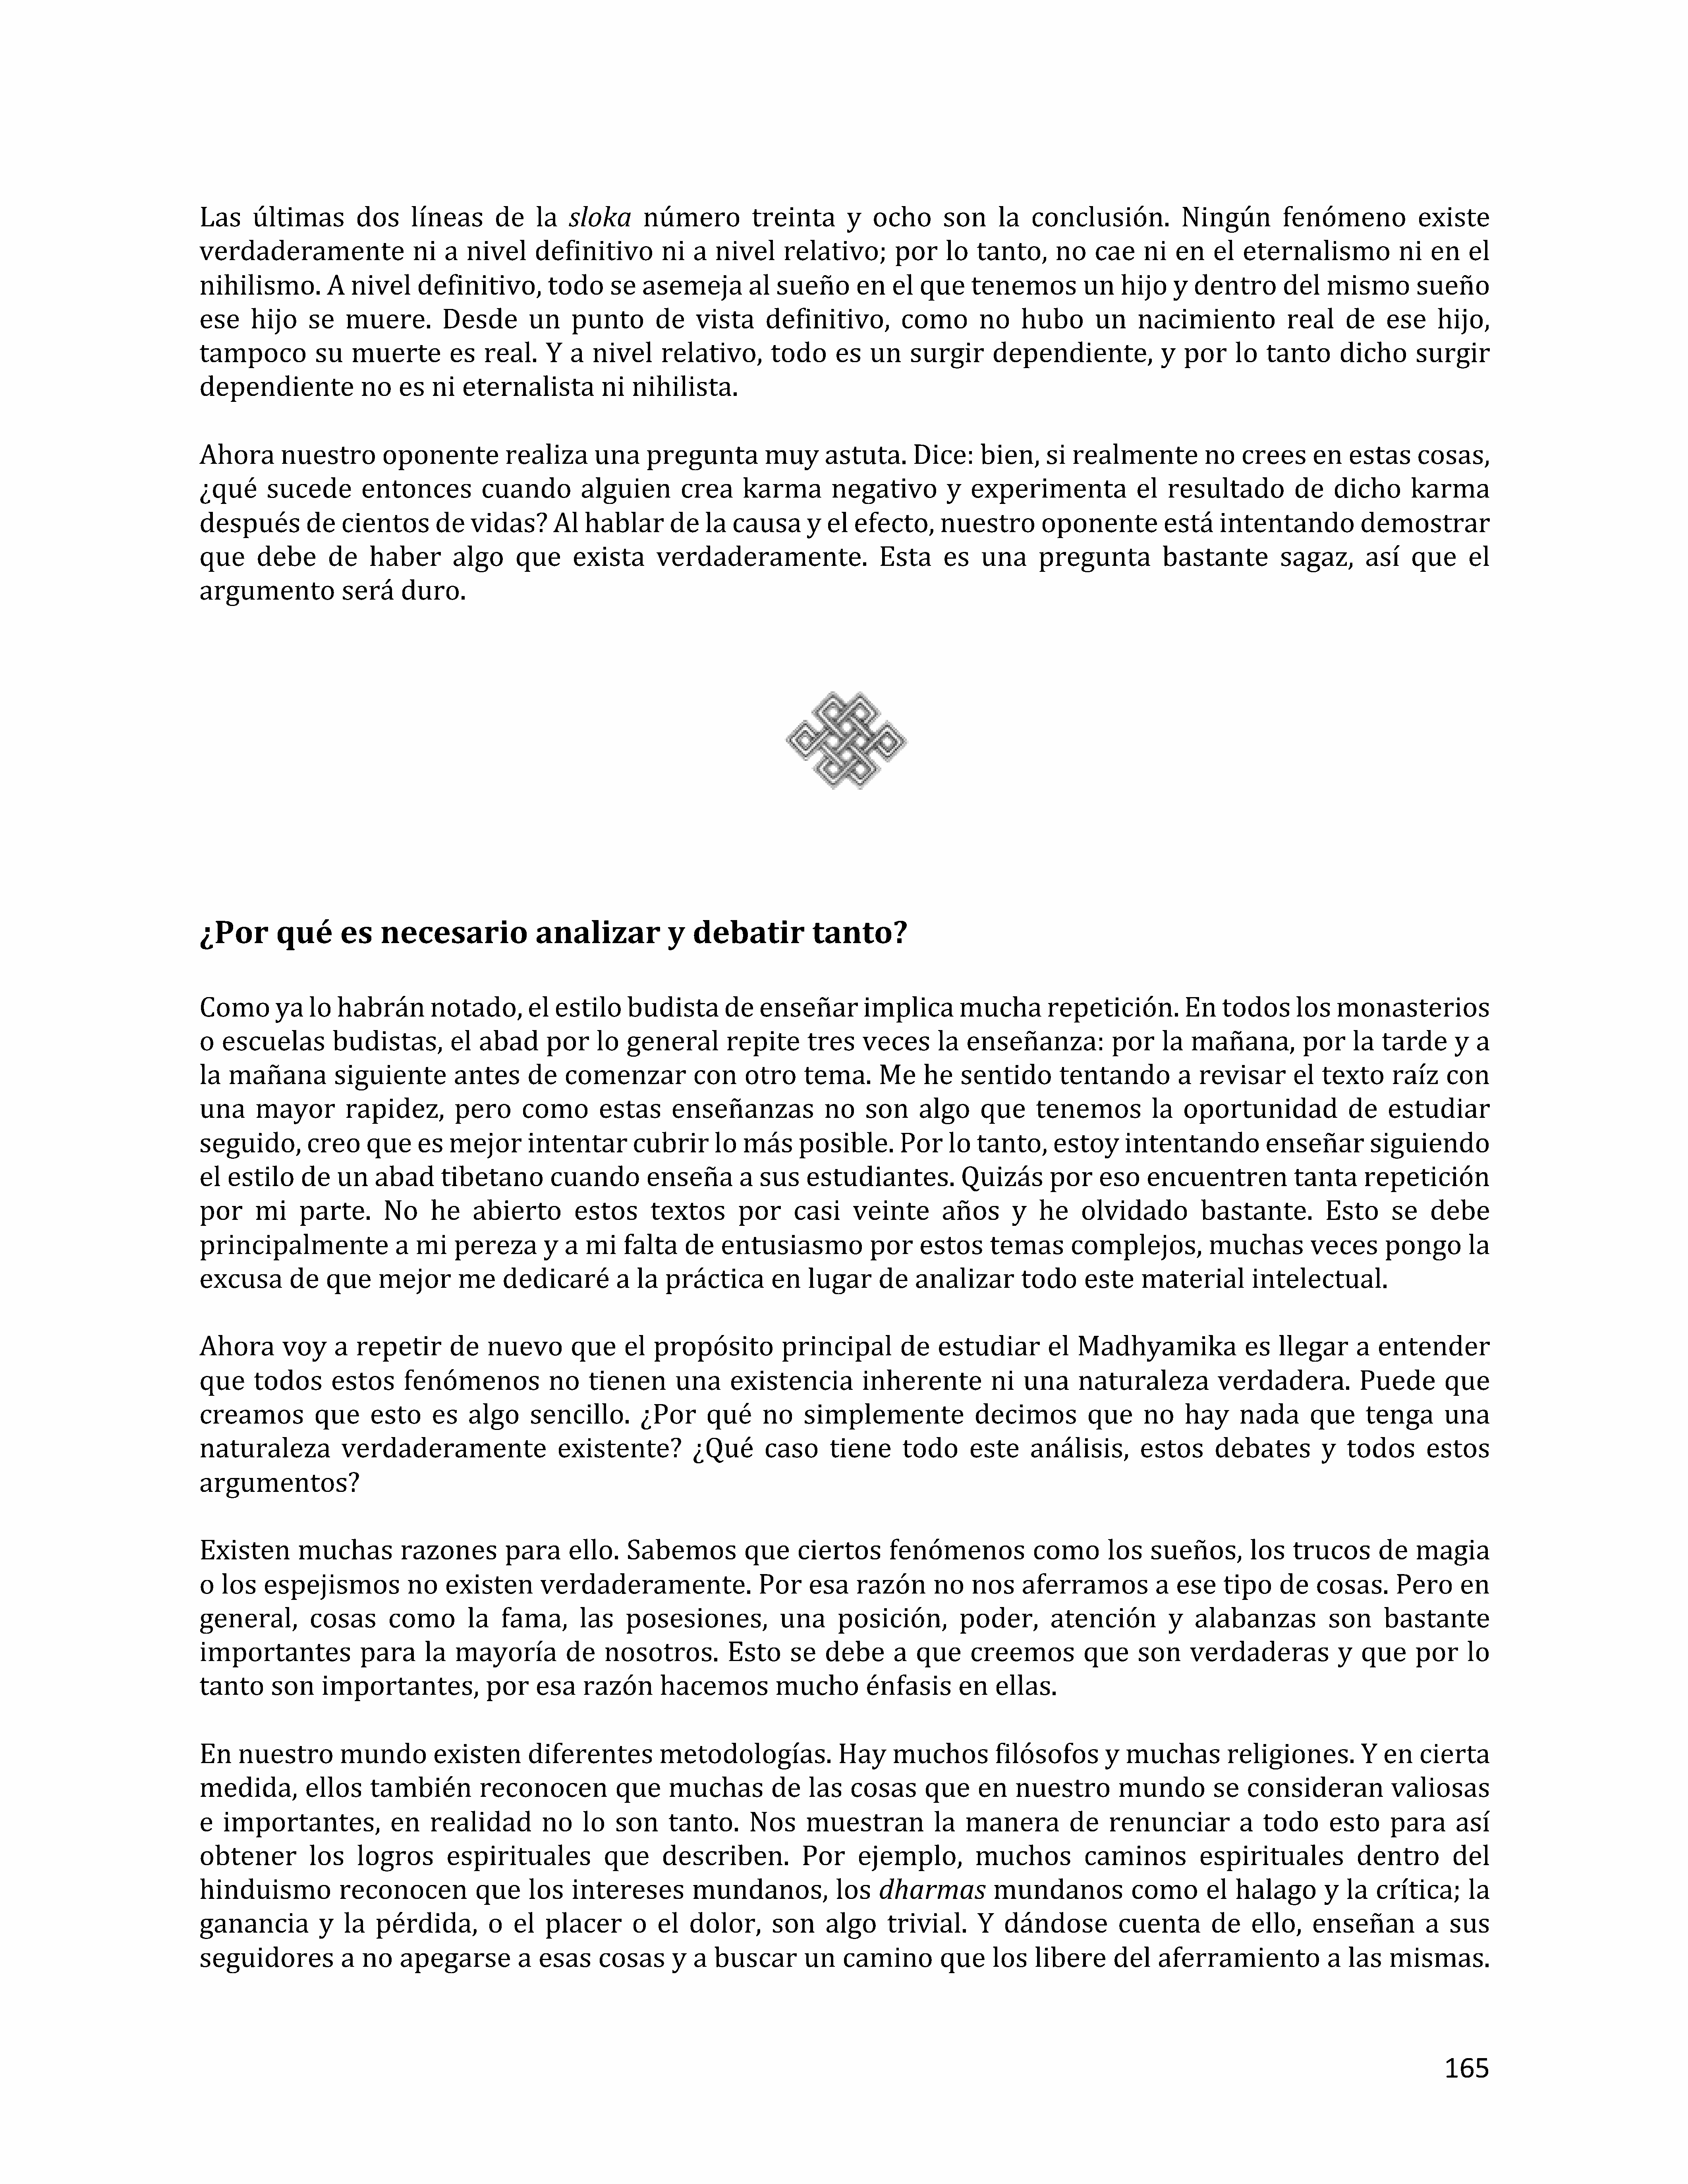 Las últimas dos líneas de la sloka número treinta y ocho son la conclusión. Ningún fenómeno existe
verdaderamente ni a nivel definitivo ni a nivel relativo; por lo tanto, no cae ni en el eternalismo ni en el
nihilismo. A nivel definitivo, todo se asemeja al sueño en el que tenemos un hijo y dentro del mismo sueño
ese hijo se muere. Desde un punto de vista definitivo, como no hubo un nacimiento real de ese hijo,
tampoco su muerte es real. Y a nivel relativo, todo es un surgir dependiente, y por lo tanto dicho surgir
dependiente no es ni eternalista ni nihilista.
Ahora nuestro oponente realiza una pregunta muy astuta. Dice: bien, si realmente no crees en estas cosas,
¿qué sucede entonces cuando alguien crea karma negativo y experimenta el resultado de dicho karma
después de cientos de vidas? Al hablar de la causa y el efecto, nuestro oponente está intentando demostrar
que debe de haber algo que exista verdaderamente. Esta es una pregunta bastante sagaz, así que el
argumento será duro.
¿Por qué es necesario analizar y debatir tanto?
Como ya lo habrán notado, el estilo budista de enseñar implica mucha repetición. En todos los monasterios
o escuelas budistas, el abad por lo general repite tres veces la enseñanza: por la mañana, por la tarde y a
la mañana siguiente antes de comenzar con otro tema. Me he sentido tentando a revisar el texto raíz con
una mayor rapidez, pero como estas enseñanzas no son algo que tenemos la oportunidad de estudiar
seguido, creo que es mejor intentar cubrir lo más posible. Por lo tanto, estoy intentando enseñar siguiendo
el estilo de un abad tibetano cuando enseña a sus estudiantes. Quizás por eso encuentren tanta repetición
por mi parte. No he abierto estos textos por casi veinte años y he olvidado bastante. Esto se debe
principalmente a mi pereza y a mi falta de entusiasmo por estos temas complejos, muchas veces pongo la
excusa de que mejor me dedicaré a la práctica en lugar de analizar todo este material intelectual.
Ahora voy a repetir de nuevo que el propósito principal de estudiar el Madhyamika es llegar a entender
que todos estos fenómenos no tienen una existencia inherente ni una naturaleza verdadera. Puede que
creamos que esto es algo sencillo. ¿Por qué no simplemente decimos que no hay nada que tenga una
naturaleza verdaderamente existente? ¿Qué caso tiene todo este análisis, estos debates y todos estos
argumentos?
Existen muchas razones para ello. Sabemos que ciertos fenómenos como los sueños, los trucos de magia
o los espejismos no existen verdaderamente. Por esa razón no nos aferramos a ese tipo de cosas. Pero en
general, cosas como la fama, las posesiones, una posición, poder, atención y alabanzas son bastante
importantes para la mayoría de nosotros. Esto se debe a que creemos que son verdaderas y que por lo
tanto son importantes, por esa razón hacemos mucho énfasis en ellas.
En nuestro mundo existen diferentes metodologías. Hay muchos filósofos y muchas religiones. Y en cierta
medida, ellos también reconocen que muchas de las cosas que en nuestro mundo se consideran valiosas
e importantes, en realidad no lo son tanto. Nos muestran la manera de renunciar a todo esto para así
obtener los logros espirituales que describen. Por ejemplo, muchos caminos espirituales dentro del
hinduismo reconocen que los intereses mundanos, los dharmas mundanos como el halago y la crítica; la
ganancia y la pérdida, o el placer o el dolor, son algo trivial. Y dándose cuenta de ello, enseñan a sus
seguidores a no apegarse a esas cosas y a buscar un camino que los libere del aferramiento a las mismas.
165